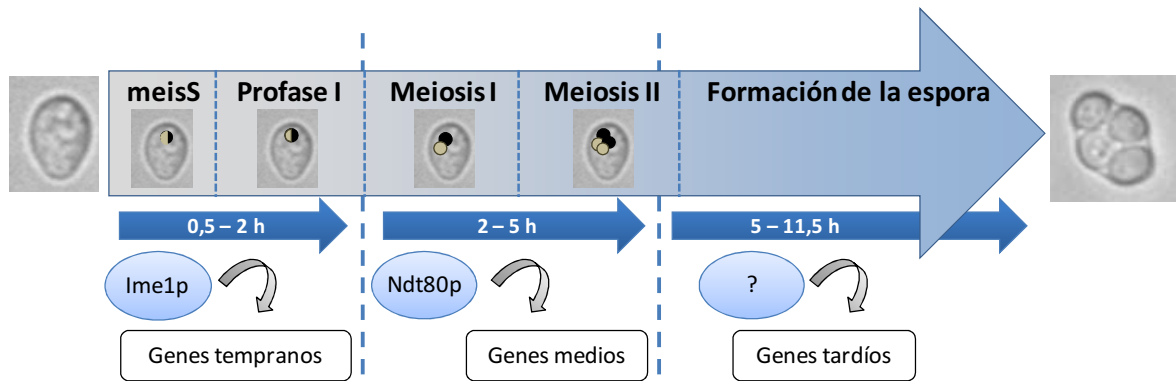 meisS
Profase I
Meiosis I
Meiosis II
Formación de la espora
0,5 – 2 h
2 – 5 h
5 – 11,5 h
Ime1p
Ndt80p
?
Genes tempranos
Genes medios
Genes tardíos